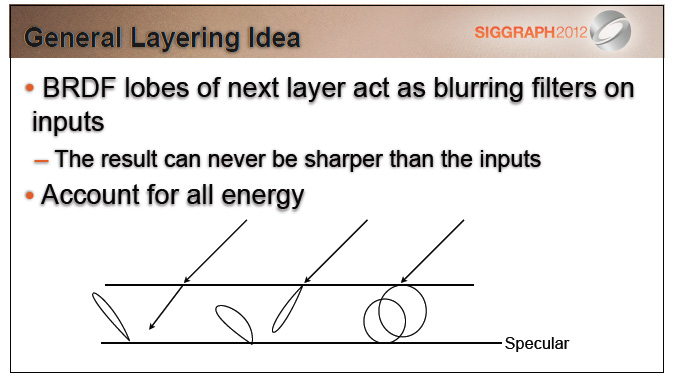 General Layering Idea
SIGGRAPH2012
• BRDF lobes of next layer act as blurring filters on
inputs
– The result can never be sharper than the inputs
• Account for all energy
Specular